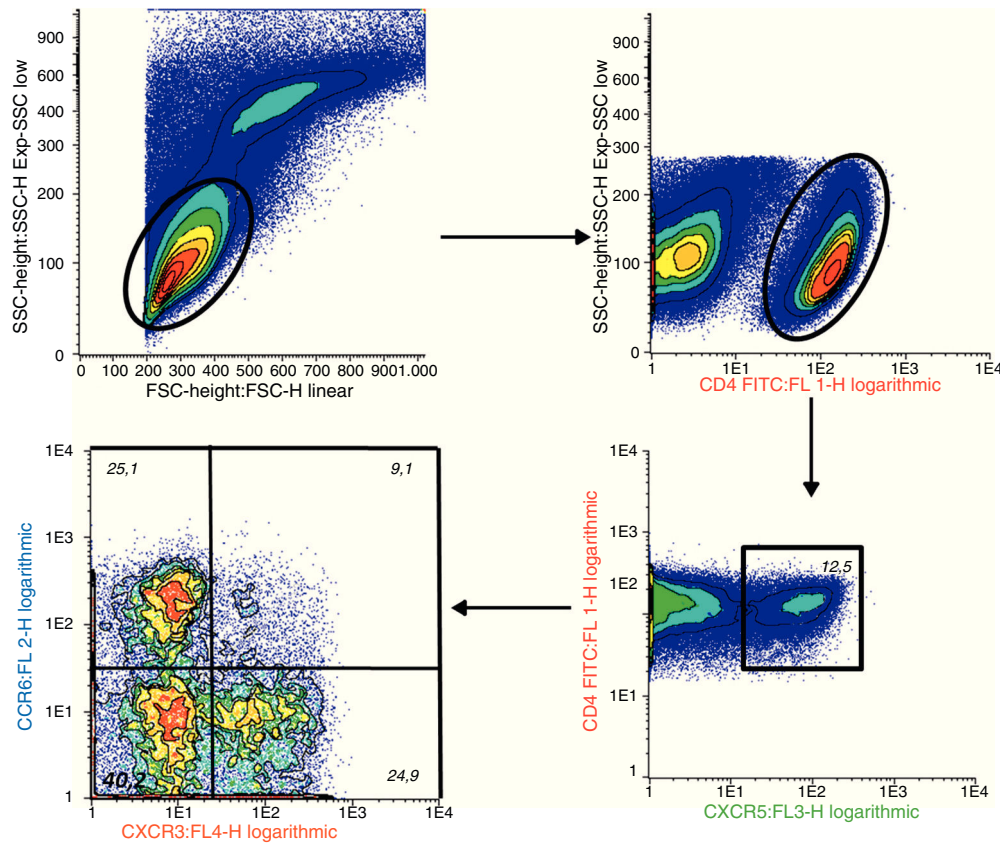 SSC-height:SSC-H Exp-SSC low
900
600
400
300
200
100
0
0 100 200 300 400 500 600 700 800 9001.000
FSC-height:FSC-H linear
SSC-height:SSC-H Exp-SSC low
900
600
400
300
200
100
0
1 1E1 1E2 1E3 1E4
CD4 FITC:FL 1-H logarithmic
CCR6:FL 2-H logarithmic
1E4
1E3
1E2
1E1
1
25,1
9,1
40,2
24,9
1 1E1 1E2 1E3 1E4
CXCR3:FL4-H logarithmic
CD4 FITC:FL 1-H logarithmic
1E4
1E3
1E2
1E1
1
12,5
1 1E1 1E2 1E3 1E4
CXCR5:FL3-H logarithmic